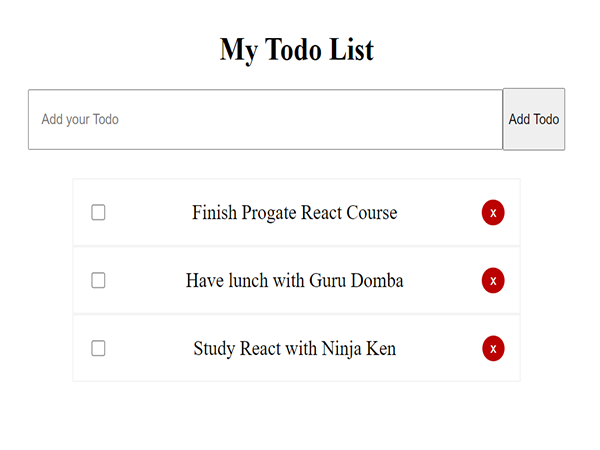 My Todo List
Add your Todo
Add Todo
Finish Progate React Course
x
Have lunch with Guru Domba
x
Study React with Ninja Ken
x